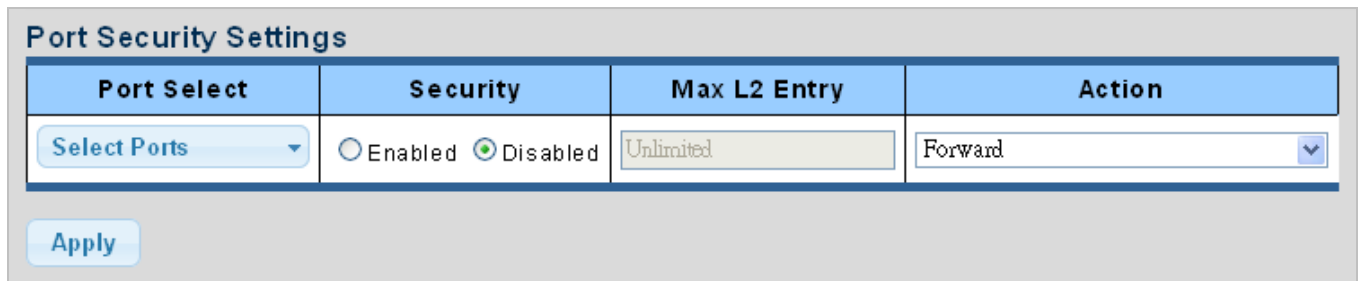 Port Security Settings
Port Select Security Max L2 Entry Action
Select Ports Enabled Disabled Unlimited Forward
Apply